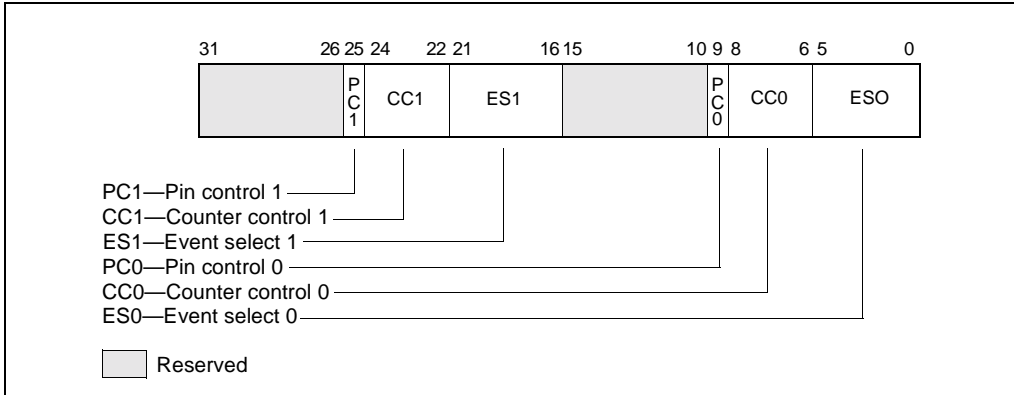 31 26 25 24 22 21 16 15 10 9 8 6 5 0
PC1 CC1 ES1 PC0 CC0 ESO
PC1—Pin control 1
CC1—Counter control 1
ES1—Event select 1
PC0—Pin control 0
CC0—Counter control 0
ES0—Event select 0
Reserved